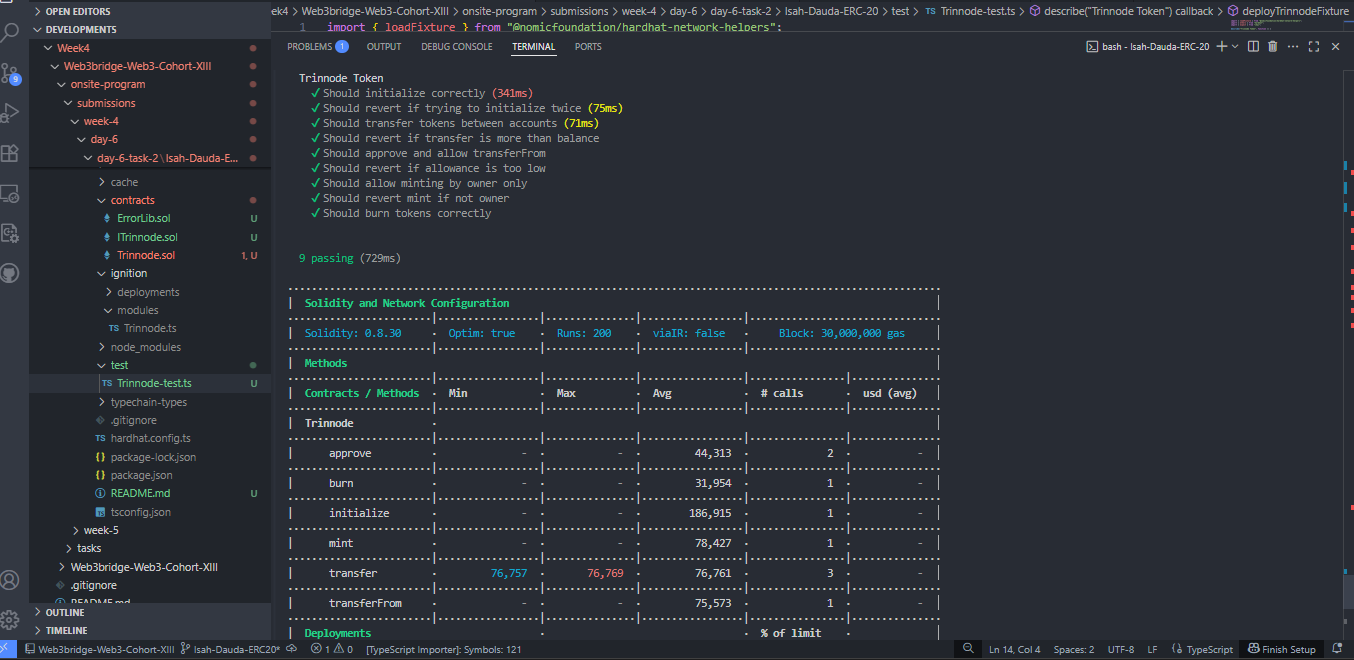 OPEN EDITORS
DEVELOPMENTS
Week4
Web3bridge-Web3-Cohort-XIII
onsite-program
submissions
week-4
day-6
day-6-task-2\Isah-Dauda-E...
cache
contracts
ErrorLib.sol U
ITrinnode.sol U
Trinnode.sol 1, U
ignition
deployments
modules
TS Trinnode.ts
node_modules
test
TS Trinnode-test.ts U
typechain-types
.gitignore
TS hardhat.config.ts
{} package-lock.json
{} package.json
README.md U
tsconfig.json
week-5
tasks
Web3bridge-Web3-Cohort-XIII
.gitignore
README.md
OUTLINE
TIMELINE
9
ek4 > Web3bridge-Web3-Cohort-XIII > onsite-program > submissions > week-4 > day-6 > day-6-task-2 > Isah-Dauda-ERC-20 > test > TS Trinnode-test.ts > describe("Trinnode Token") callback > deployTrinnodeFixture
1 import { loadFixture } from "@nomicfoundation/hardhat-network-helpers";
PROBLEMS 1 OUTPUT DEBUG CONSOLE TERMINAL PORTS bash - Isah-Dauda-ERC-20
Trinnode Token
✓ Should initialize correctly (341ms)
✓ Should revert if trying to initialize twice (75ms)
✓ Should transfer tokens between accounts (71ms)
✓ Should revert if transfer is more than balance
✓ Should approve and allow transferFrom
✓ Should revert if allowance is too low
✓ Should allow minting by owner only
✓ Should revert mint if not owner
✓ Should burn tokens correctly
9 passing (729ms)
| Solidity and Network Configuration |
| Solidity: 0.8.30 · Optim: true · Runs: 200 · viaIR: false · Block: 30,000,000 gas |
| Methods |
| Contracts / Methods · Min · Max · Avg · # calls · usd (avg) |
| Trinnode · |
| approve · - · - · 44,313 · 2 · - |
| burn · - · - · 31,954 · 1 · - |
| initialize · - · - · 186,915 · 1 · - |
| mint · - · - · 78,427 · 1 · - |
| transfer · 76,757 · 76,769 · 76,761 · 3 · - |
| transferFrom · - · - · 75,573 · 1 · - |
| Deployments · · % of limit · |
Web3bridge-Web3-Cohort-XIII Isah-Dauda-ERC20* 1 0 [TypeScript Importer]: Symbols: 121 Ln 14, Col 4 Spaces: 2 UTF-8 LF {} TypeScript Finish Setup